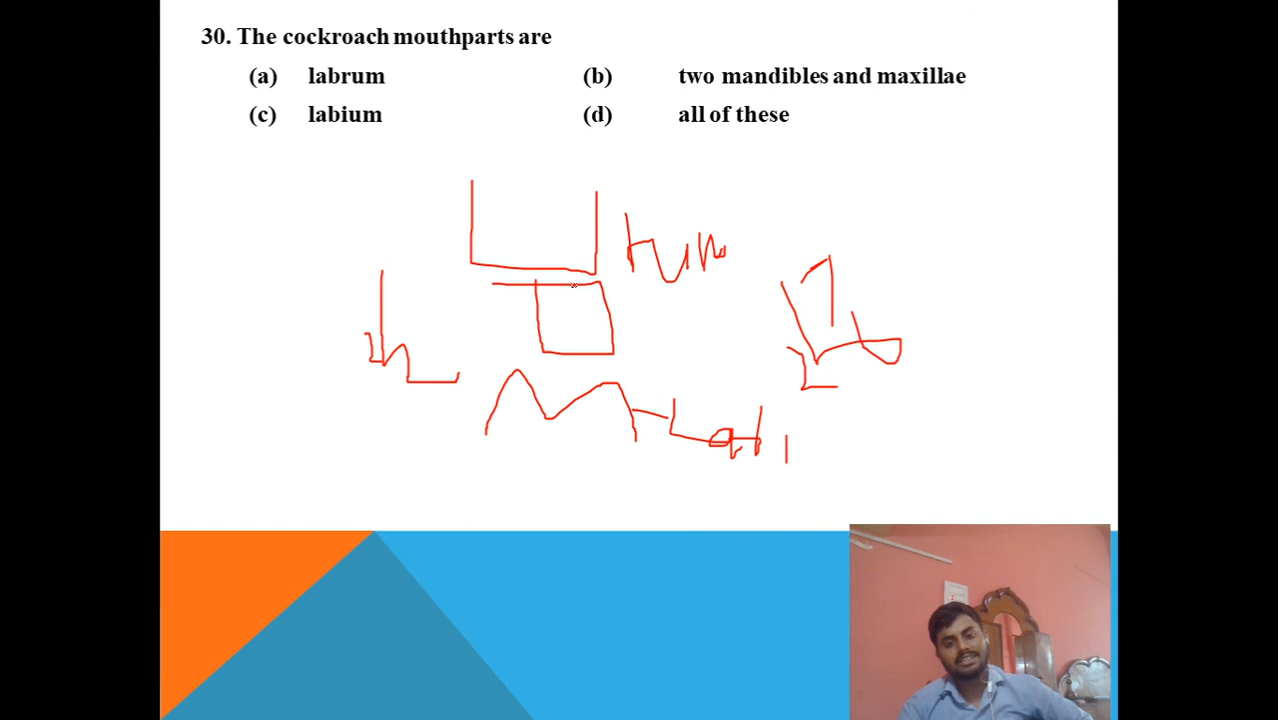 30. The cockroach mouthparts are
(a) labrum (b) two mandibles and maxillae
(c) labium (d) all of these